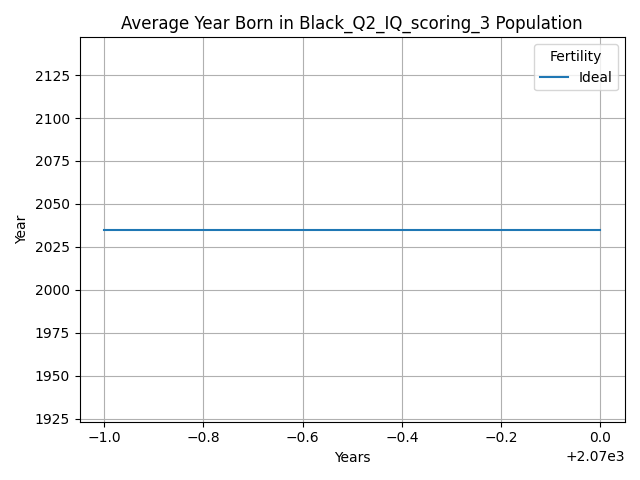 Average Year Born in Black_Q2_IQ_scoring_3 Population
Fertility
Ideal
2125
2100
2075
2050
2025
2000
1975
1950
1925
Year
−1.0 −0.8 −0.6 −0.4 −0.2 0.0
Years
+2.07e3